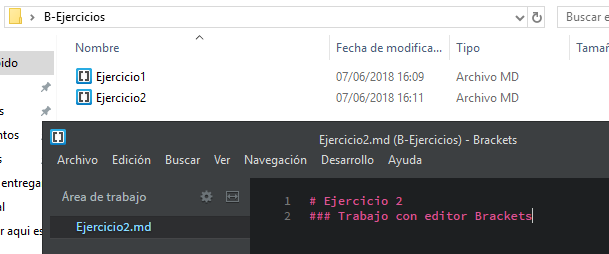 B-Ejercicios
Buscar e
Nombre Fecha de modifica... Tipo Tamañ
Ejercicio1 07/06/2018 16:09 Archivo MD
Ejercicio2 07/06/2018 16:11 Archivo MD
Ejercicio2.md (B-Ejercicios) - Brackets
Archivo Edición Buscar Ver Navegación Desarrollo Ayuda
Área de trabajo
Ejercicio2.md
1 # Ejercicio 2
2 ### Trabajo con editor Brackets
pido
s
ntos
s
entrega
al
r aqui es